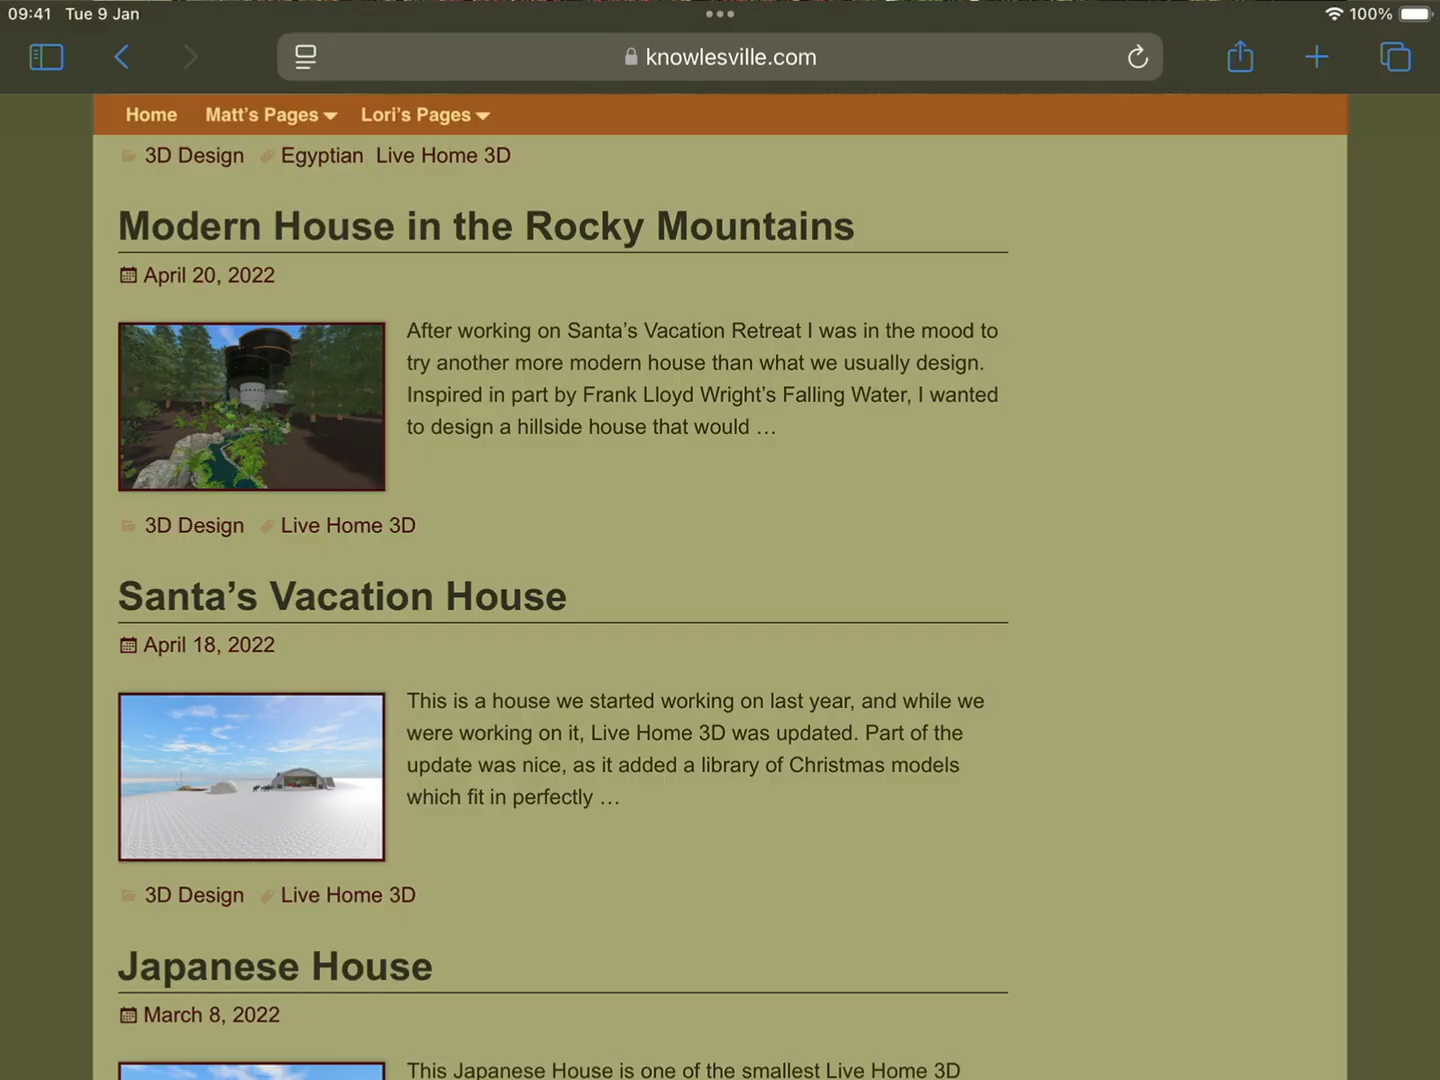 09:41 Tue 9 Jan
100%
knowlesville.com
Home Matt’s Pages Lori’s Pages
3D Design Egyptian Live Home 3D
Modern House in the Rocky Mountains
April 20, 2022
After working on Santa’s Vacation Retreat I was in the mood to
try another more modern house than what we usually design.
Inspired in part by Frank Lloyd Wright’s Falling Water, I wanted
to design a hillside house that would …
3D Design Live Home 3D
Santa’s Vacation House
April 18, 2022
This is a house we started working on last year, and while we
were working on it, Live Home 3D was updated. Part of the
update was nice, as it added a library of Christmas models
which fit in perfectly …
3D Design Live Home 3D
Japanese House
March 8, 2022
This Japanese House is one of the smallest Live Home 3D